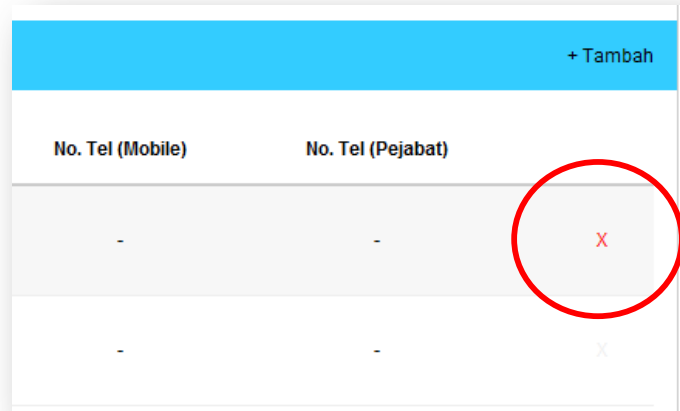 + Tambah
No. Tel (Mobile) No. Tel (Pejabat)
- - X
- - X